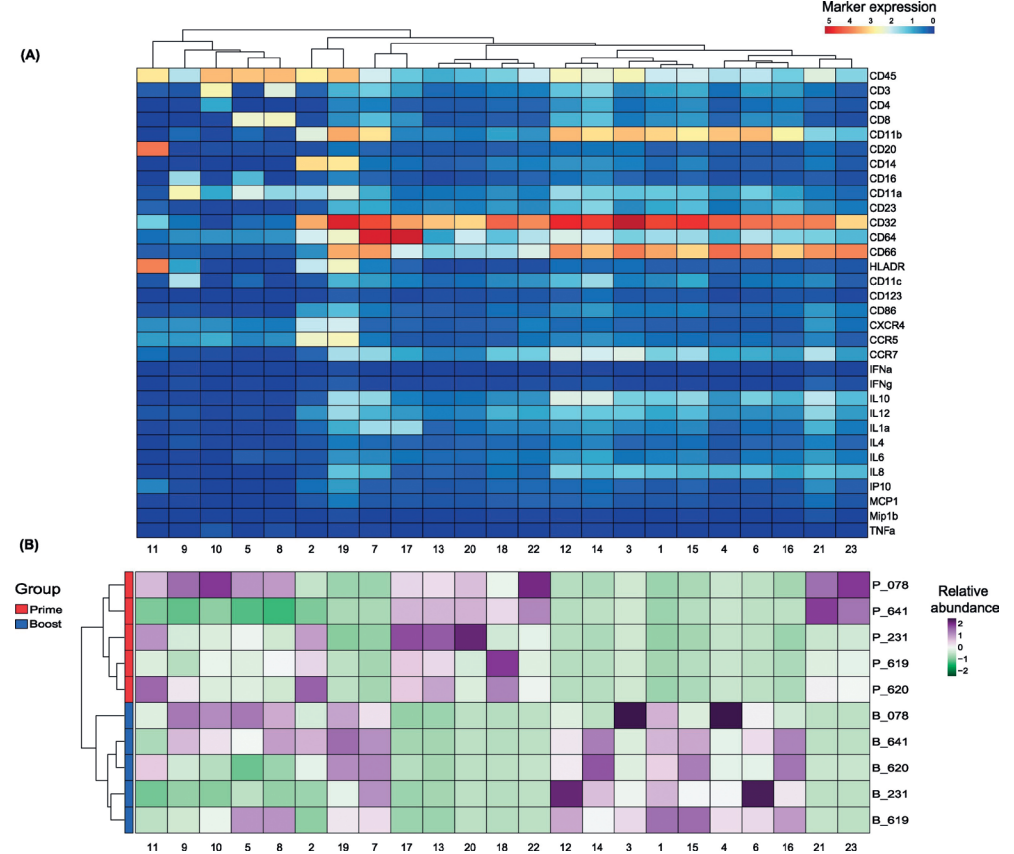 Marker expression
5 4 3 2 1 0
(A)
CD45
CD3
CD4
CD8
CD11b
CD20
CD14
CD16
CD11a
CD23
CD32
CD64
CD66
HLADR
CD11c
CD123
CD86
CXCR4
CCR5
CCR7
IFNa
IFNg
IL10
IL12
IL1a
IL4
IL6
IL8
IP10
MCP1
Mip1b
TNFa
11 9 10 5 8 2 19 7 17 13 20 18 22 12 14 3 1 15 4 6 16 21 23
(B)
Group
Prime
Boost
P_078
P_641
P_231
P_619
P_620
B_078
B_641
B_620
B_231
B_619
Relative
abundance
2
1
0
−1
−2
11 9 10 5 8 2 19 7 17 13 20 18 22 12 14 3 1 15 4 6 16 21 23